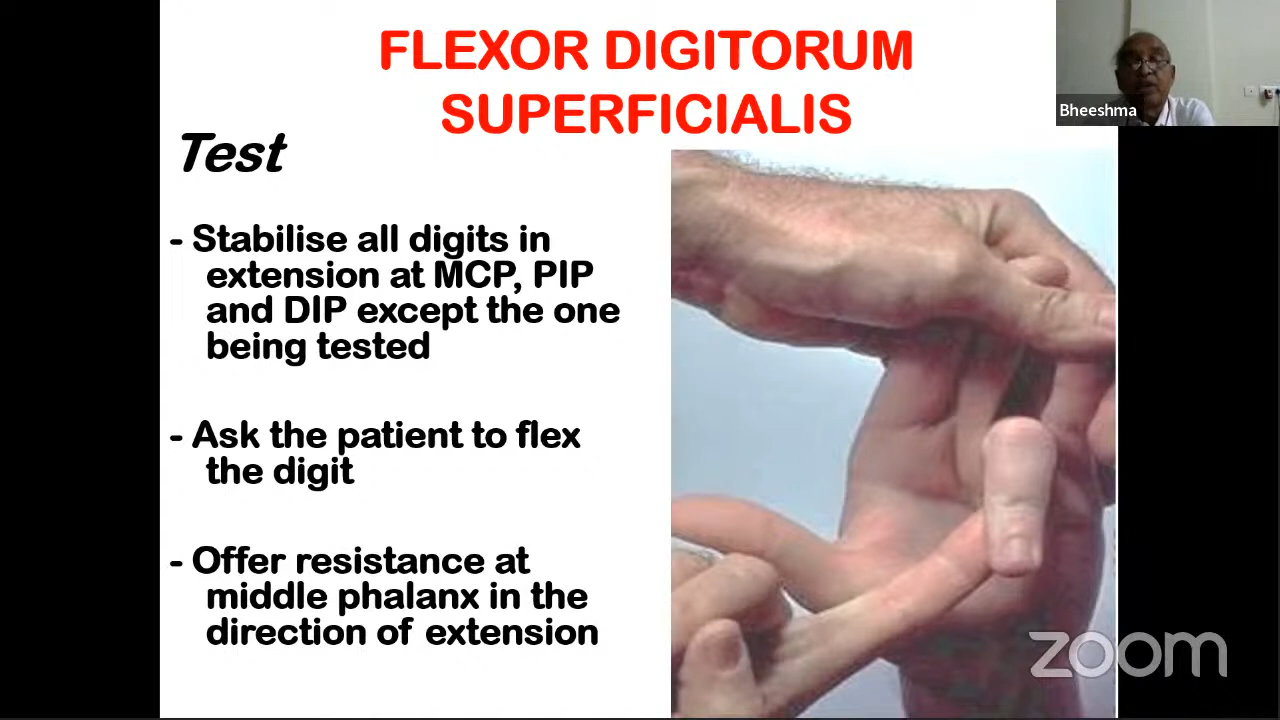 FLEXOR DIGITORUM
SUPERFICIALIS
Test
- Stabilise all digits in
extension at MCP, PIP
and DIP except the one
being tested
- Ask the patient to flex
the digit
- Offer resistance at
middle phalanx in the
direction of extension
Bheeshma
zoom